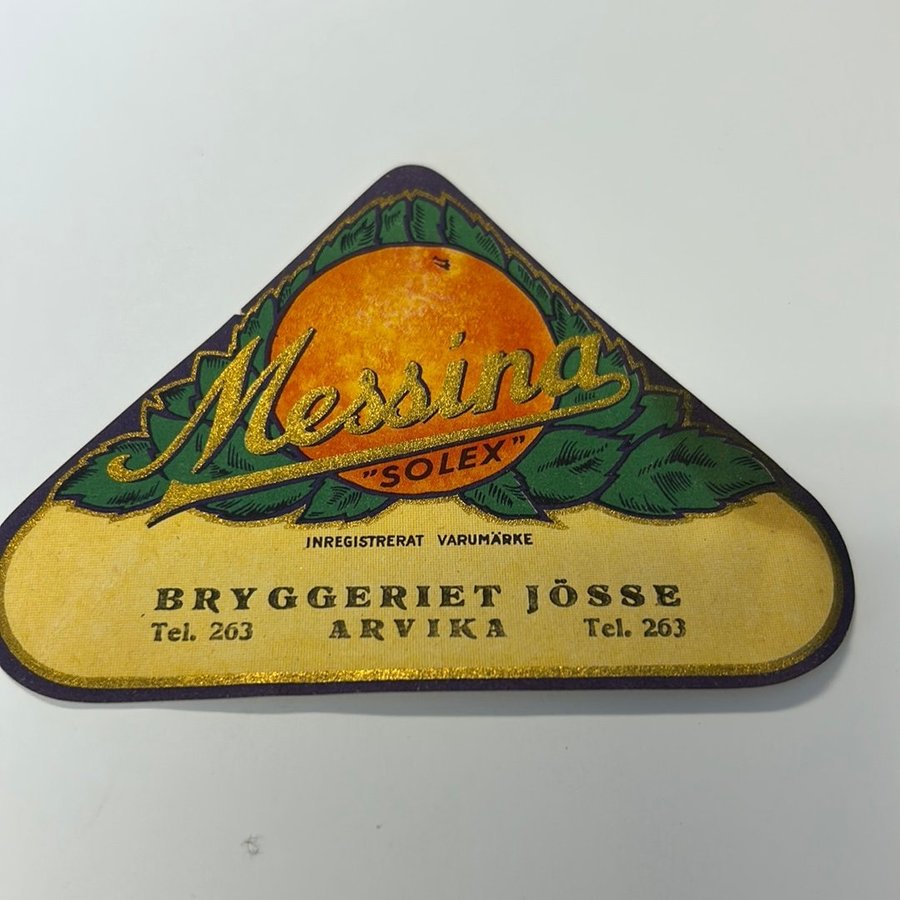 Messina
"SOLEX"
INREGISTRERAT VARUMÄRKE
BRYGGERIET JÖSSE
Tel. 263 ARVIKA Tel. 263